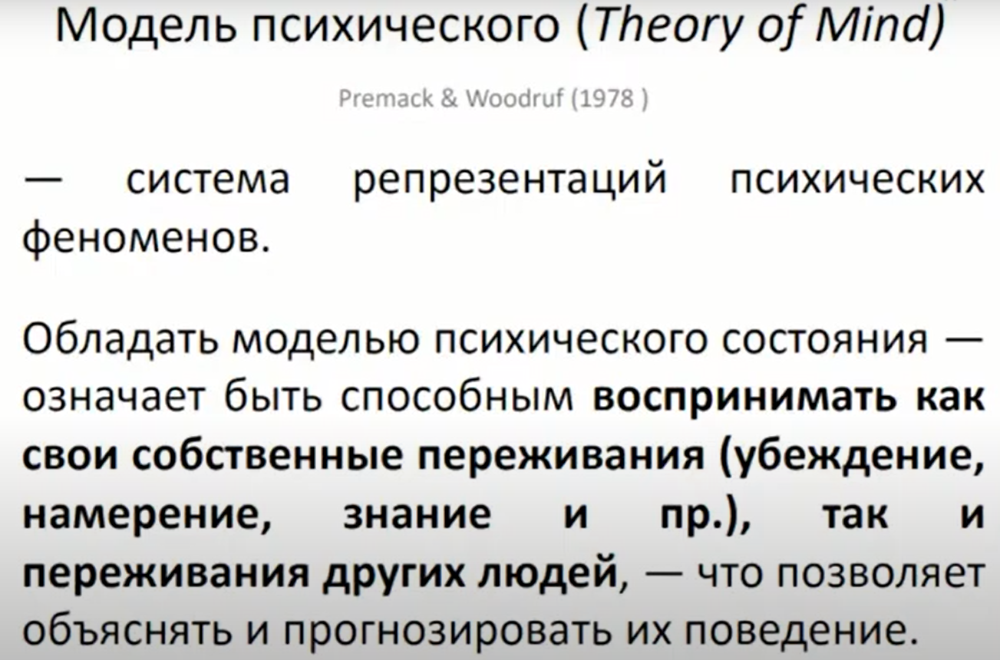 Модель психического (Theory of Mind)
Premack & Woodruf (1978 )
— система репрезентаций психических
феноменов.
Обладать моделью психического состояния —
означает быть способным воспринимать как
свои собственные переживания (убеждение,
намерение, знание и пр.), так и
переживания других людей, — что позволяет
объяснять и прогнозировать их поведение.